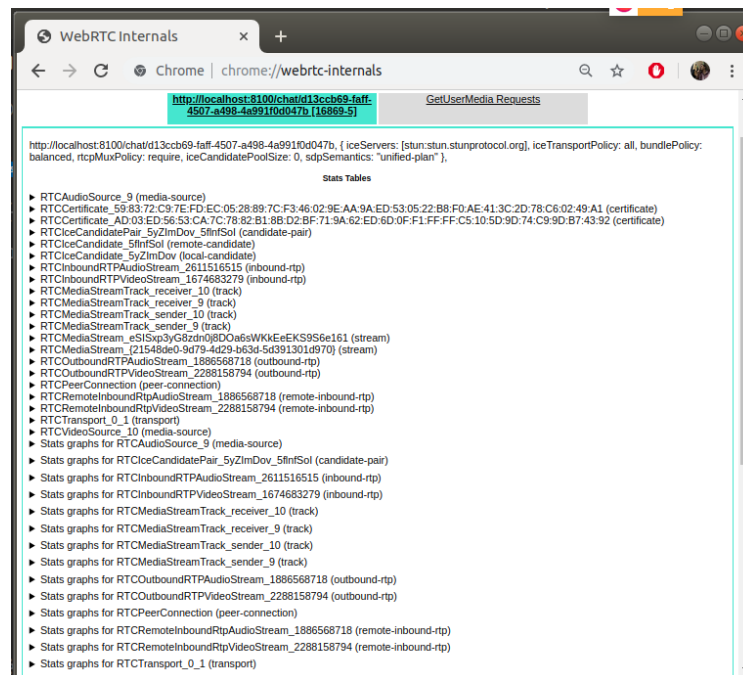 WebRTC Internals × +
Chrome | chrome://webrtc-internals
http://localhost:8100/chat/d13ccb69-faff-
4507-a498-4a991f0d047b [16869-5]
GetUserMedia Requests
http://localhost:8100/chat/d13ccb69-faff-4507-a498-4a991f0d047b, { iceServers: [stun:stun.stunprotocol.org], iceTransportPolicy: all, bundlePolicy:
balanced, rtcpMuxPolicy: require, iceCandidatePoolSize: 0, sdpSemantics: "unified-plan" },
Stats Tables
▶ RTCAudioSource_9 (media-source)
▶ RTCCertificate_59:83:72:C9:7E:FD:EC:05:28:89:7C:F3:46:02:9E:AA:9A:ED:53:05:22:B8:F0:AE:41:3C:2D:78:C6:02:49:A1 (certificate)
▶ RTCCertificate_AD:03:ED:56:53:CA:7C:78:82:B1:8B:D2:BF:71:9A:62:ED:6D:0F:F1:FF:FF:C5:10:5D:9D:74:C9:9D:B7:43:92 (certificate)
▶ RTCIceCandidatePair_5yZImDov_5flnfSol (candidate-pair)
▶ RTCIceCandidate_5flnfSol (remote-candidate)
▶ RTCIceCandidate_5yZImDov (local-candidate)
▶ RTCInboundRTPAudioStream_2611516515 (inbound-rtp)
▶ RTCInboundRTPVideoStream_1674683279 (inbound-rtp)
▶ RTCMediaStreamTrack_receiver_10 (track)
▶ RTCMediaStreamTrack_receiver_9 (track)
▶ RTCMediaStreamTrack_sender_10 (track)
▶ RTCMediaStreamTrack_sender_9 (track)
▶ RTCMediaStream_eSISxp3yG8zdn0j8DOa6sWKkEeEKS9S6e161 (stream)
▶ RTCMediaStream_{21548de0-9d79-4d29-b63d-5d391301d970} (stream)
▶ RTCOutboundRTPAudioStream_1886568718 (outbound-rtp)
▶ RTCOutboundRTPVideoStream_2288158794 (outbound-rtp)
▶ RTCPeerConnection (peer-connection)
▶ RTCRemoteInboundRtpAudioStream_1886568718 (remote-inbound-rtp)
▶ RTCRemoteInboundRtpVideoStream_2288158794 (remote-inbound-rtp)
▶ RTCTransport_0_1 (transport)
▶ RTCVideoSource_10 (media-source)
▶ Stats graphs for RTCAudioSource_9 (media-source)
▶ Stats graphs for RTCIceCandidatePair_5yZImDov_5flnfSol (candidate-pair)
▶ Stats graphs for RTCInboundRTPAudioStream_2611516515 (inbound-rtp)
▶ Stats graphs for RTCInboundRTPVideoStream_1674683279 (inbound-rtp)
▶ Stats graphs for RTCMediaStreamTrack_receiver_10 (track)
▶ Stats graphs for RTCMediaStreamTrack_receiver_9 (track)
▶ Stats graphs for RTCMediaStreamTrack_sender_10 (track)
▶ Stats graphs for RTCMediaStreamTrack_sender_9 (track)
▶ Stats graphs for RTCOutboundRTPAudioStream_1886568718 (outbound-rtp)
▶ Stats graphs for RTCOutboundRTPVideoStream_2288158794 (outbound-rtp)
▶ Stats graphs for RTCPeerConnection (peer-connection)
▶ Stats graphs for RTCRemoteInboundRtpAudioStream_1886568718 (remote-inbound-rtp)
▶ Stats graphs for RTCRemoteInboundRtpVideoStream_2288158794 (remote-inbound-rtp)
▶ Stats graphs for RTCTransport_0_1 (transport)